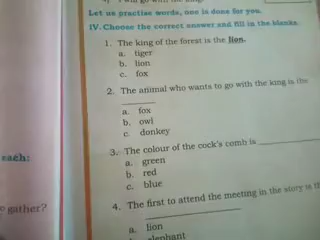 Let us practise words, one is done for you.
IV. Choose the correct answer and fill in the blanks.
1. The king of the forest is the lion.
a. tiger
b. lion
c. fox
2. The animal who wants to go with the king is the
a. fox
b. owl
c. donkey
3. The colour of the cock's comb is
a. green
b. red
c. blue
each:
4. The first to attend the meeting in the story is
gather?
a. lion
elephant